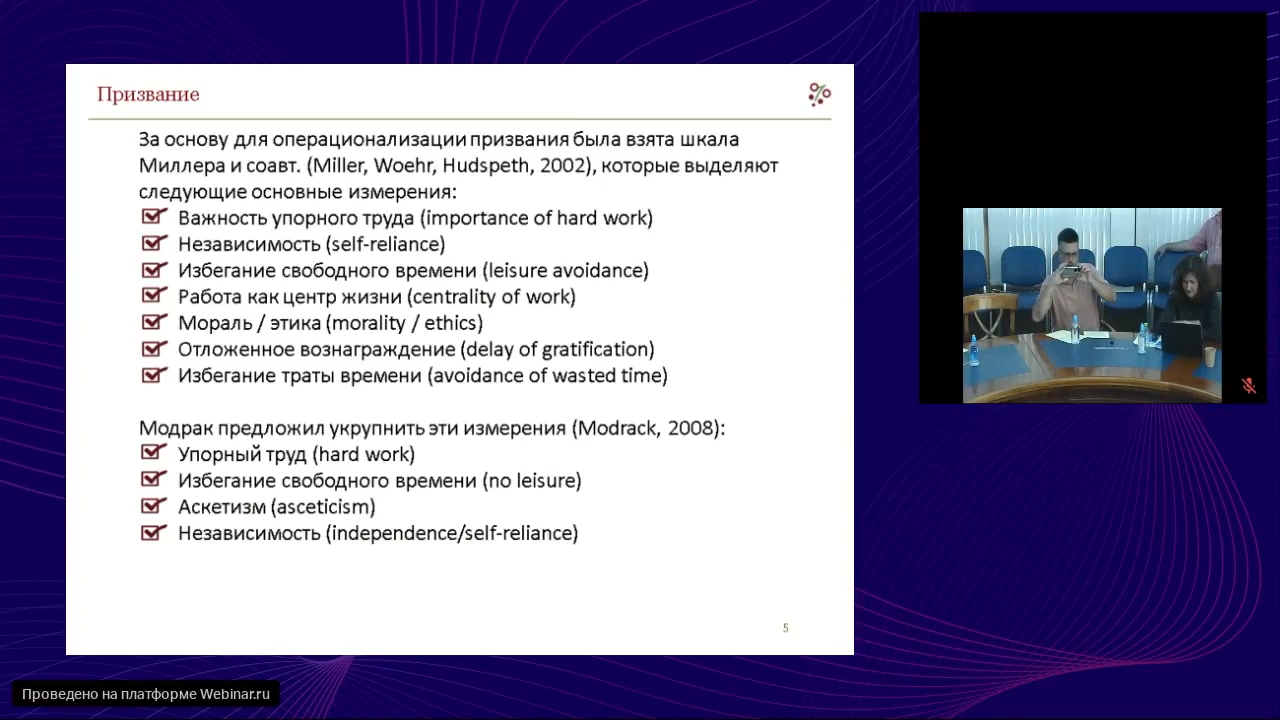 Призвание
За основу для операционализации призвания была взята шкала
Миллера и соавт. (Miller, Woehr, Hudspeth, 2002), которые выделяют
следующие основные измерения:
Важность упорного труда (importance of hard work)
Независимость (self-reliance)
Избегание свободного времени (leisure avoidance)
Работа как центр жизни (centrality of work)
Мораль / этика (morality / ethics)
Отложенное вознаграждение (delay of gratification)
Избегание траты времени (avoidance of wasted time)
Модрак предложил укрупнить эти измерения (Modrack, 2008):
Упорный труд (hard work)
Избегание свободного времени (no leisure)
Аскетизм (asceticism)
Независимость (independence/self-reliance)
5
Проведено на платформе Webinar.ru